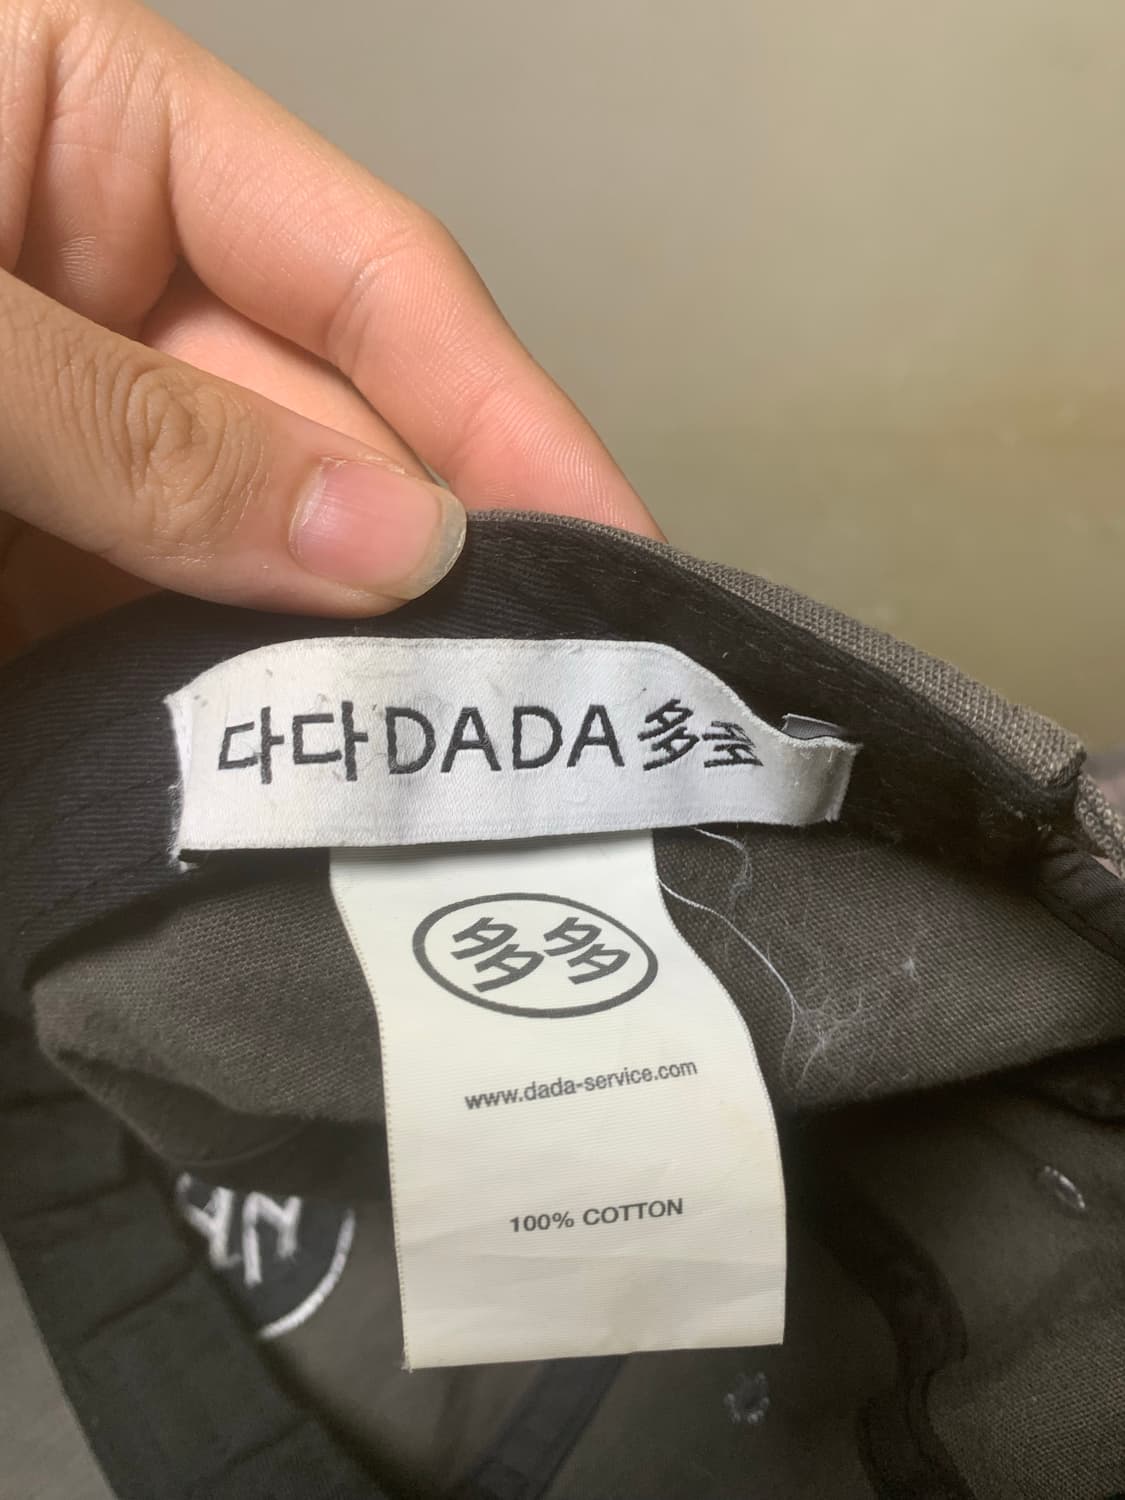 다다DADA多多
多多
www.dada-service.com
100% COTTON